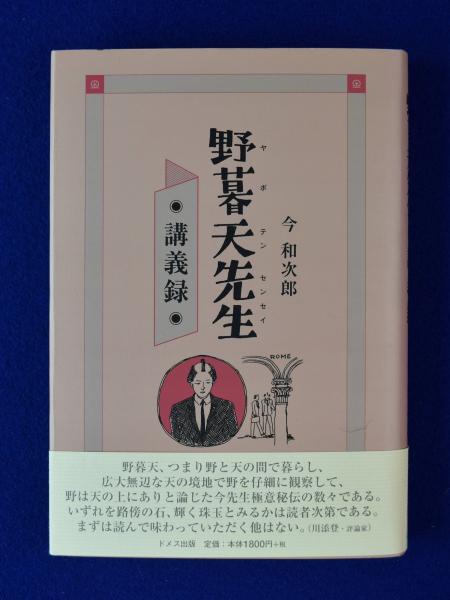 今 和次郎
野暮天先生
ヤボテンセンセイ
講義録
ROME
野暮天、つまり野と天の間で暮らし、
広大無辺な天の境地で野を仔細に観察して、
野は天の上にありと論じた今先生極意秘伝の数々である。
いずれを路傍の石、輝く珠玉とみるかは読者次第である。
まずは読んで味わっていただく他はない。(川添登・評論家)
ドメス出版 定価:本体1800円+税